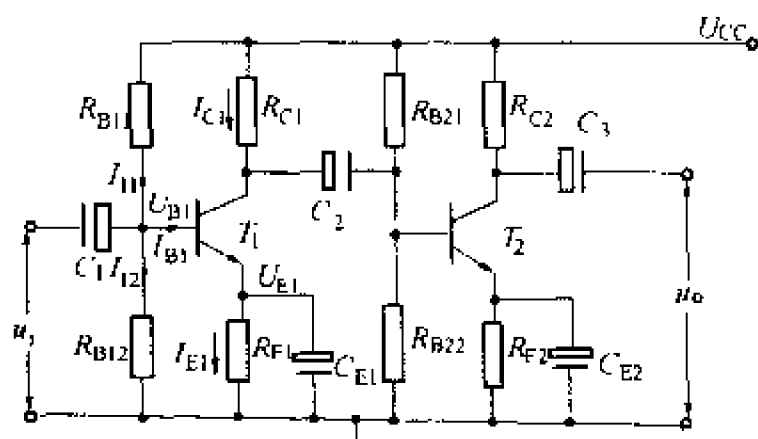 U_CC
R_B11
I_C1
R_C1
R_B21
R_C2
C_3
I_11
U_B1
C_2
I_B1
T_1
T_2
C_1
I_12
U_E1
u_i
u_o
R_B12
I_E1
R_E1
C_E1
R_B22
R_E2
C_E2